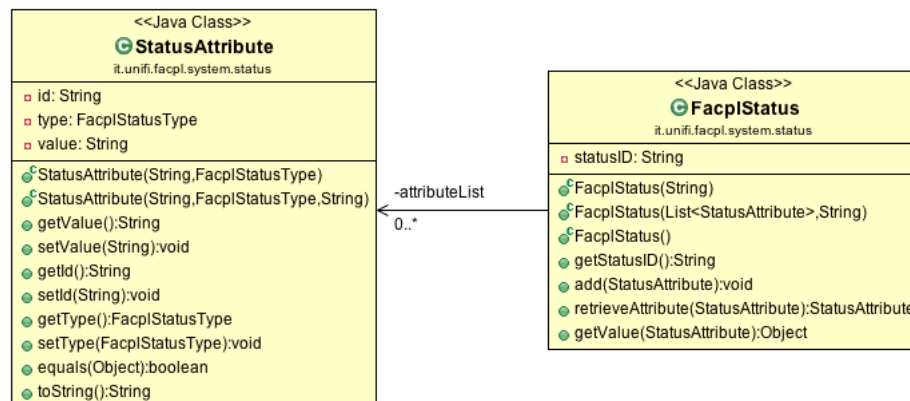 <<Java Class>>
StatusAttribute
it.unifi.facpl.system.status
id: String
type: FacplStatusType
value: String
StatusAttribute(String,FacplStatusType)
StatusAttribute(String,FacplStatusType,String)
getValue():String
setValue(String):void
getId():String
setId(String):void
getType():FacplStatusType
setType(FacplStatusType):void
equals(Object):boolean
toString():String
-attributeList
0..*
<<Java Class>>
FacplStatus
it.unifi.facpl.system.status
statusID: String
FacplStatus(String)
FacplStatus(List<StatusAttribute>,String)
FacplStatus()
getStatusID():String
add(StatusAttribute):void
retrieveAttribute(StatusAttribute):StatusAttribute
getValue(StatusAttribute):Object